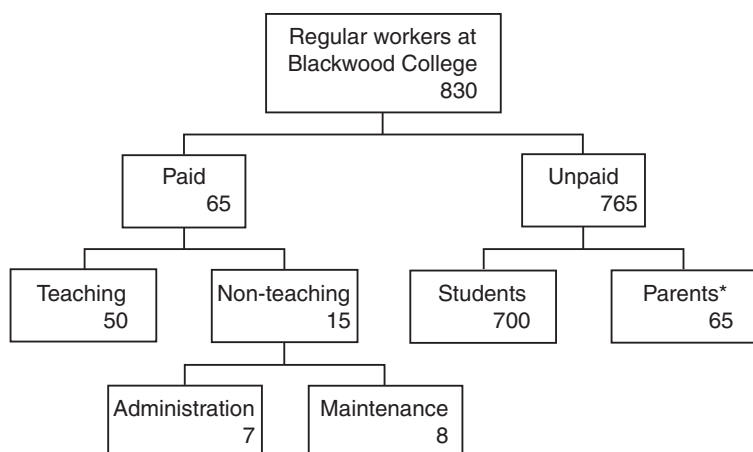 Regular workers at
Blackwood College
830
Paid
65
Unpaid
765
Teaching
50
Non-teaching
15
Students
700
Parents*
65
Administration
7
Maintenance
8